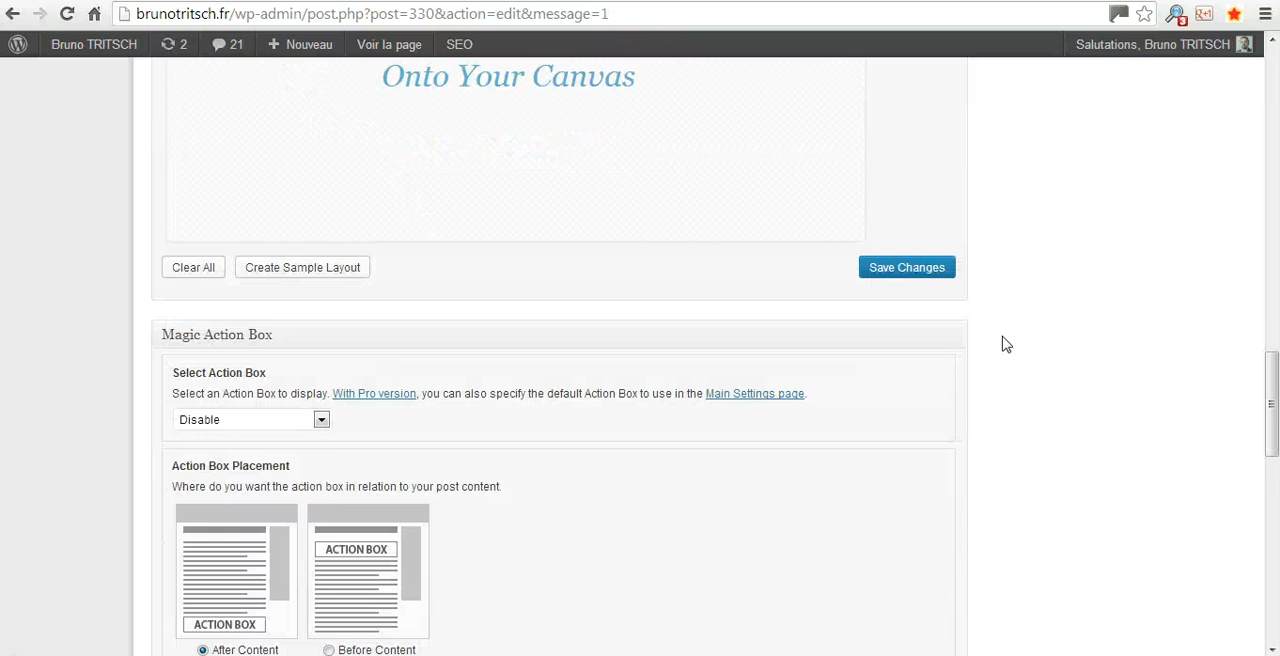 brunotritsch.fr/wp-admin/post.php?post=330&action=edit&message=1
Bruno TRITSCH 2 21 + Nouveau Voir la page SEO Salutations, Bruno TRITSCH
Onto Your Canvas
Clear All Create Sample Layout Save Changes
Magic Action Box
Select Action Box
Select an Action Box to display. With Pro version, you can also specify the default Action Box to use in the Main Settings page.
Disable
Action Box Placement
Where do you want the action box in relation to your post content.
ACTION BOX
ACTION BOX
After Content Before Content